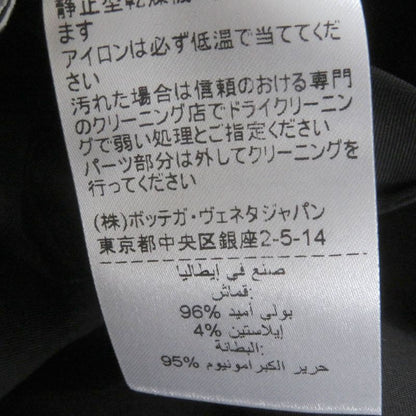 静止型乾燥機
ます
アイロンは必ず低温で当ててくだ
さい
汚れた場合は信頼のおける専門
のクリーニング店でドライクリーニン
グで弱い処理とご指定ください
パーツ部分は外してクリーニングを
行ってください
(株)ボッテガ・ヴェネタジャパン
東京都中央区銀座2-5-14
صنع في إيطاليا
قماش:
بولي أميد 96%
إيلاستين 4%
البطانة:
حرير الكبرامونيوم 95%